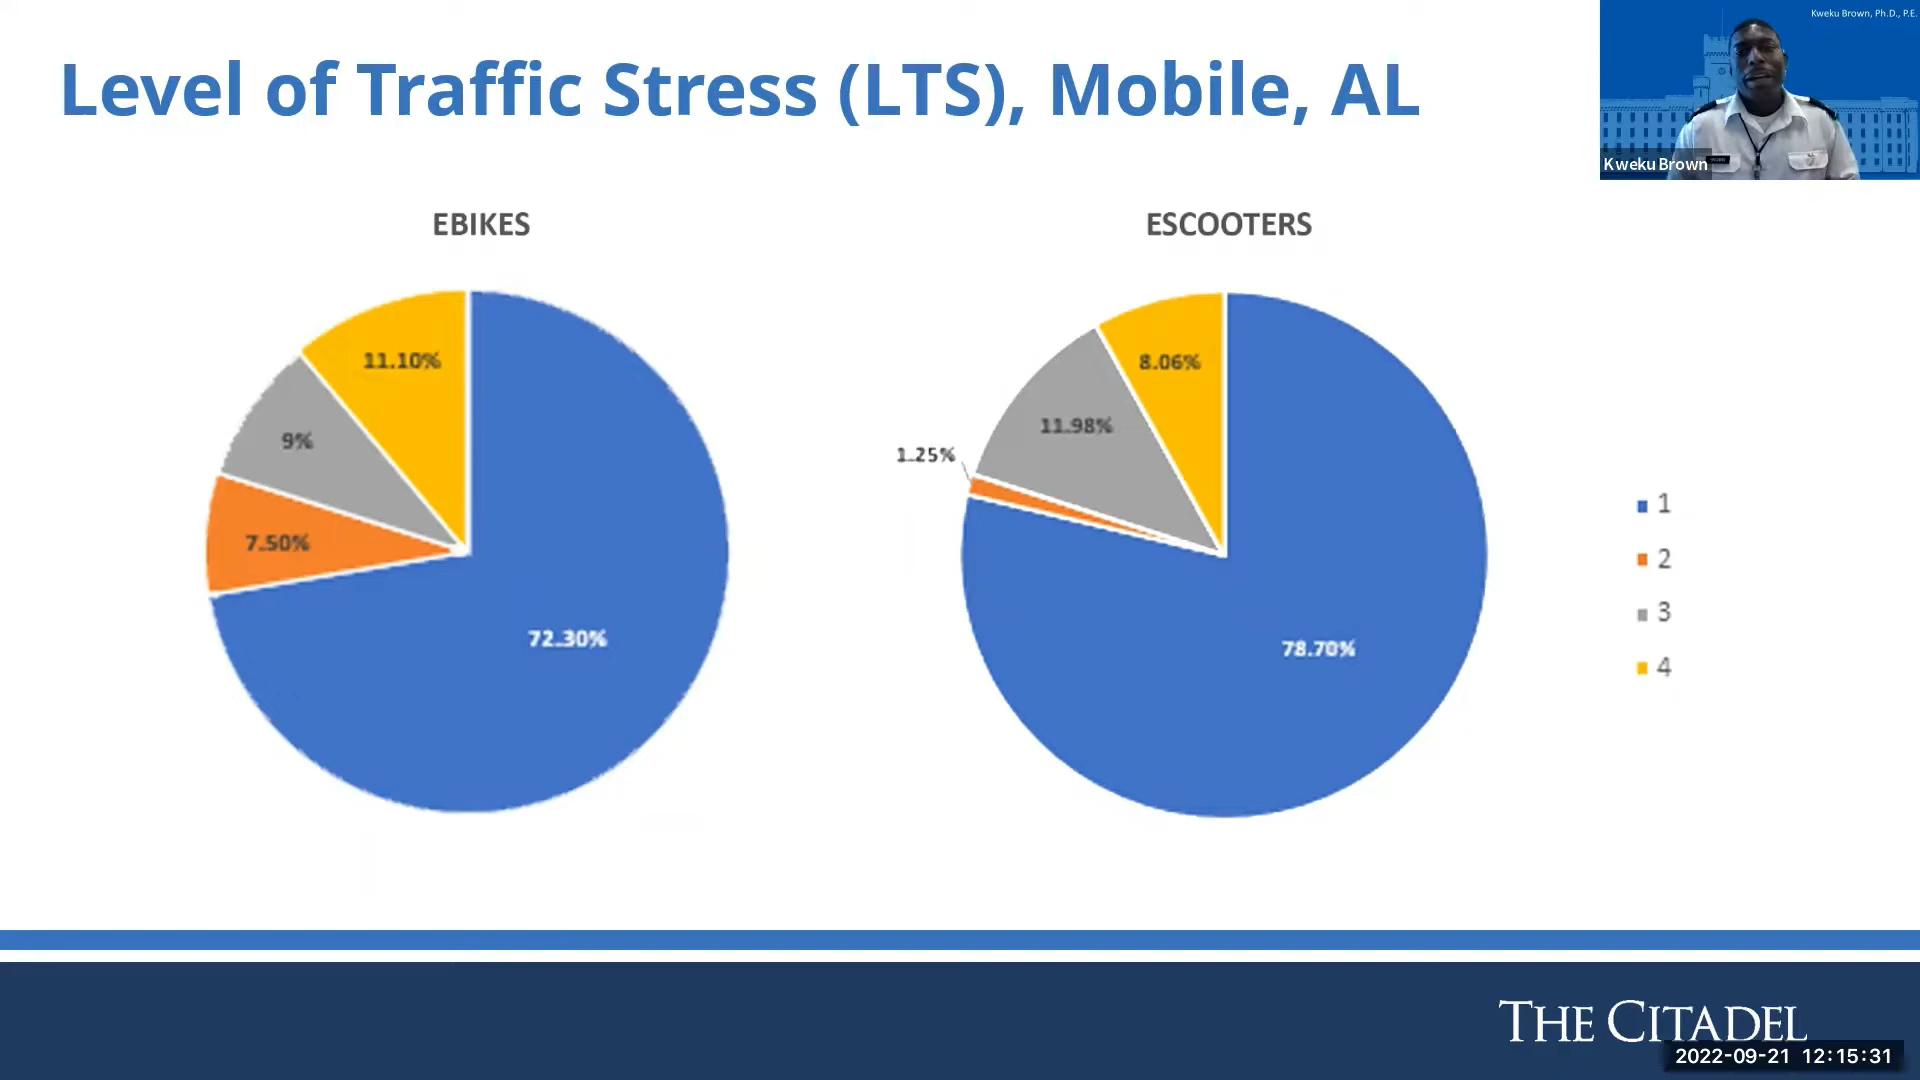 Level of Traffic Stress (LTS), Mobile, AL
Kweku Brown, Ph.D., P.E.
Kweku Brown
EBIKES
ESCOOTERS
11.10%
9%
7.50%
72.30%
8.06%
11.98%
1.25%
78.70%
1
2
3
4
THE CITADEL
2022-09-21 12:15:31